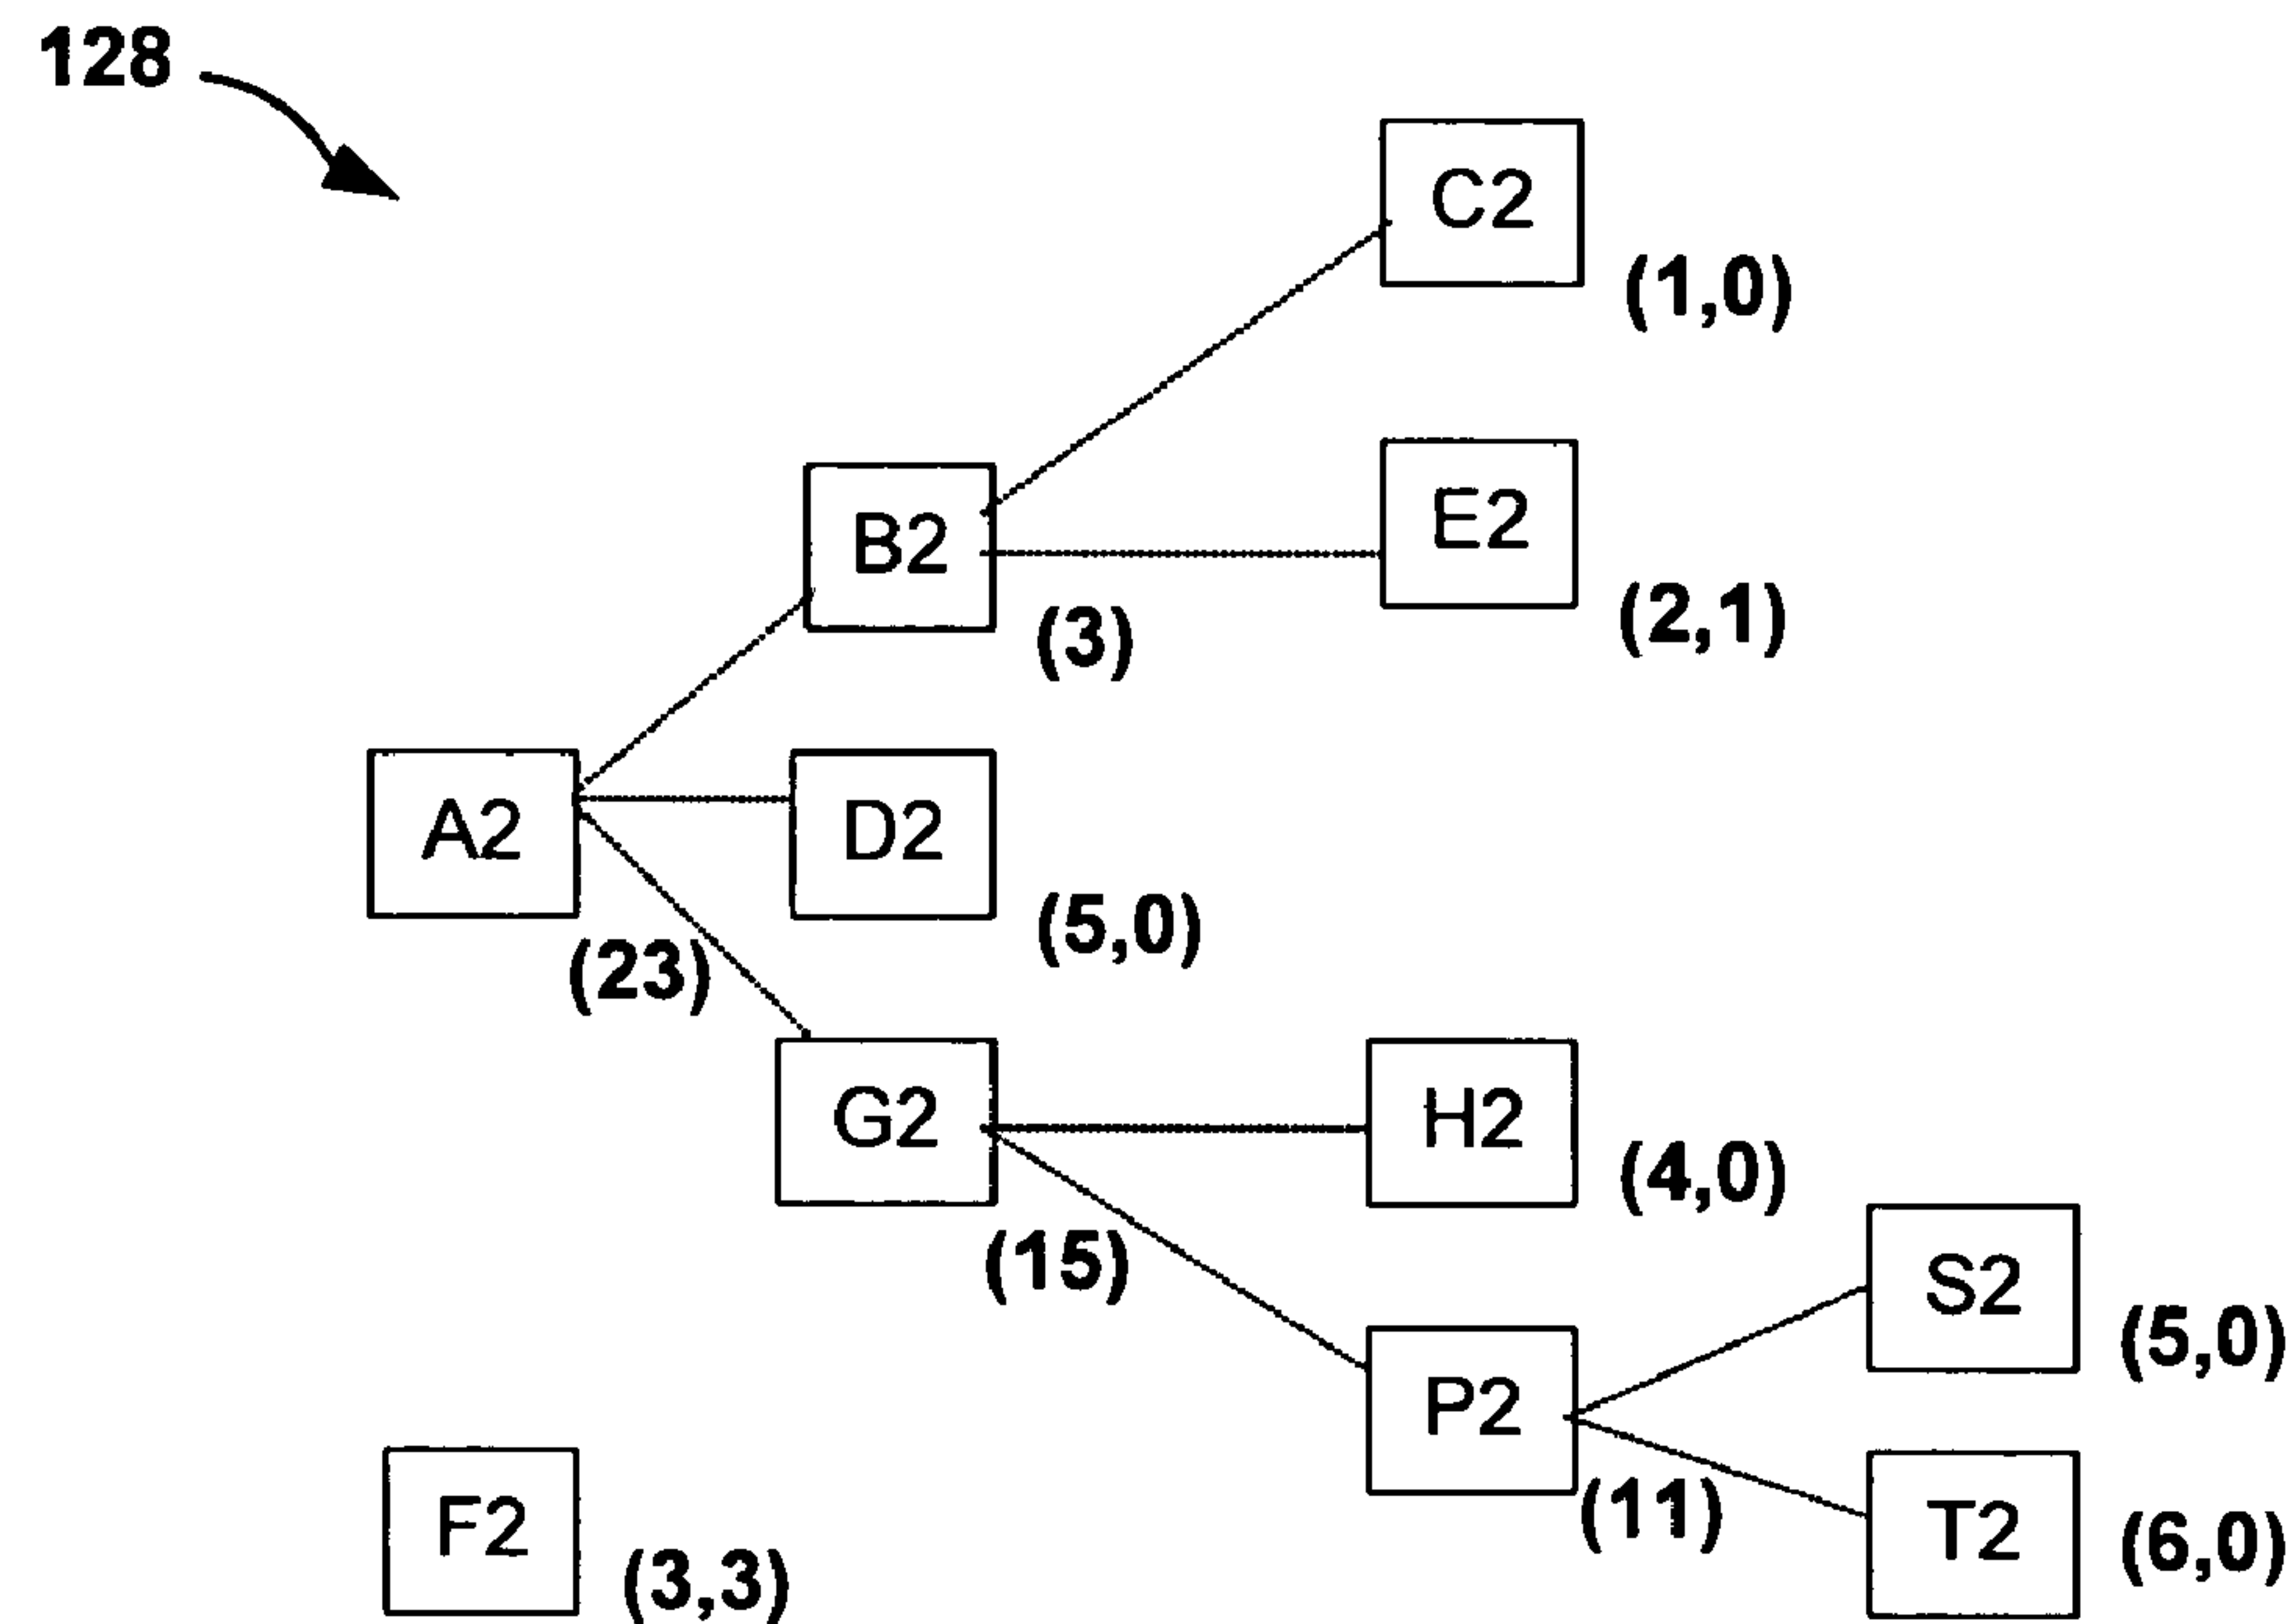 128
C2
(1,0)
B2
(3)
E2
(2,1)
A2
(23)
D2
(5,0)
G2
(15)
H2
(4,0)
P2
(11)
S2
(5,0)
T2
(6,0)
F2
(3,3)